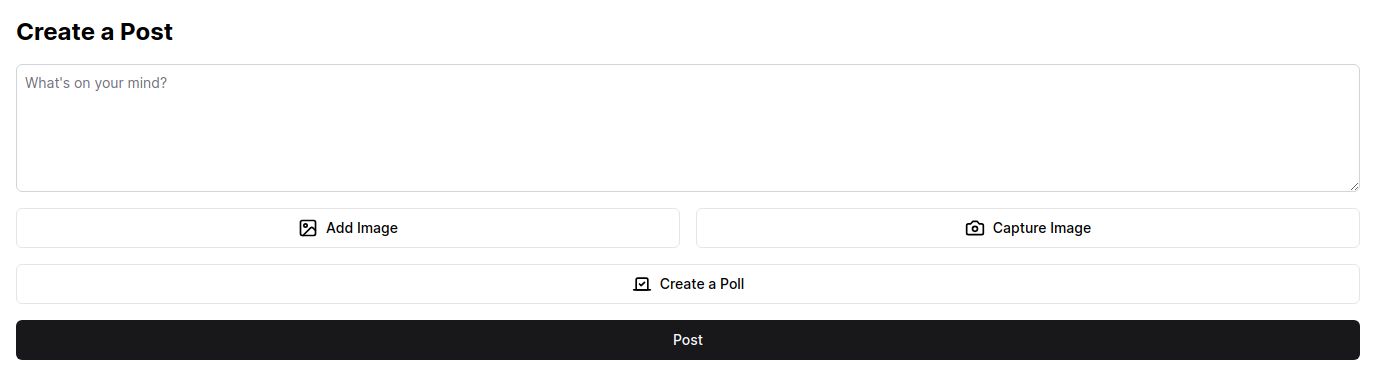 Create a Post
What's on your mind?
Add Image
Capture Image
Create a Poll
Post